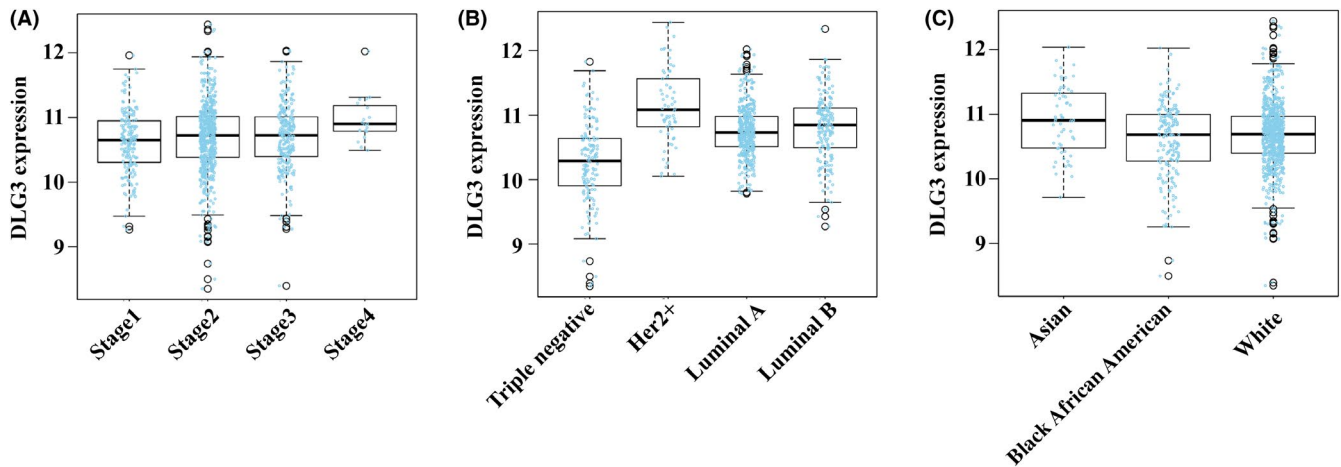 (A)
DLG3 expression
12
11
10
9
Stage1
Stage2
Stage3
Stage4
(B)
DLG3 expression
12
11
10
9
Triple negative
Her2+
Luminal A
Luminal B
(C)
DLG3 expression
12
11
10
9
Asian
Black African American
White